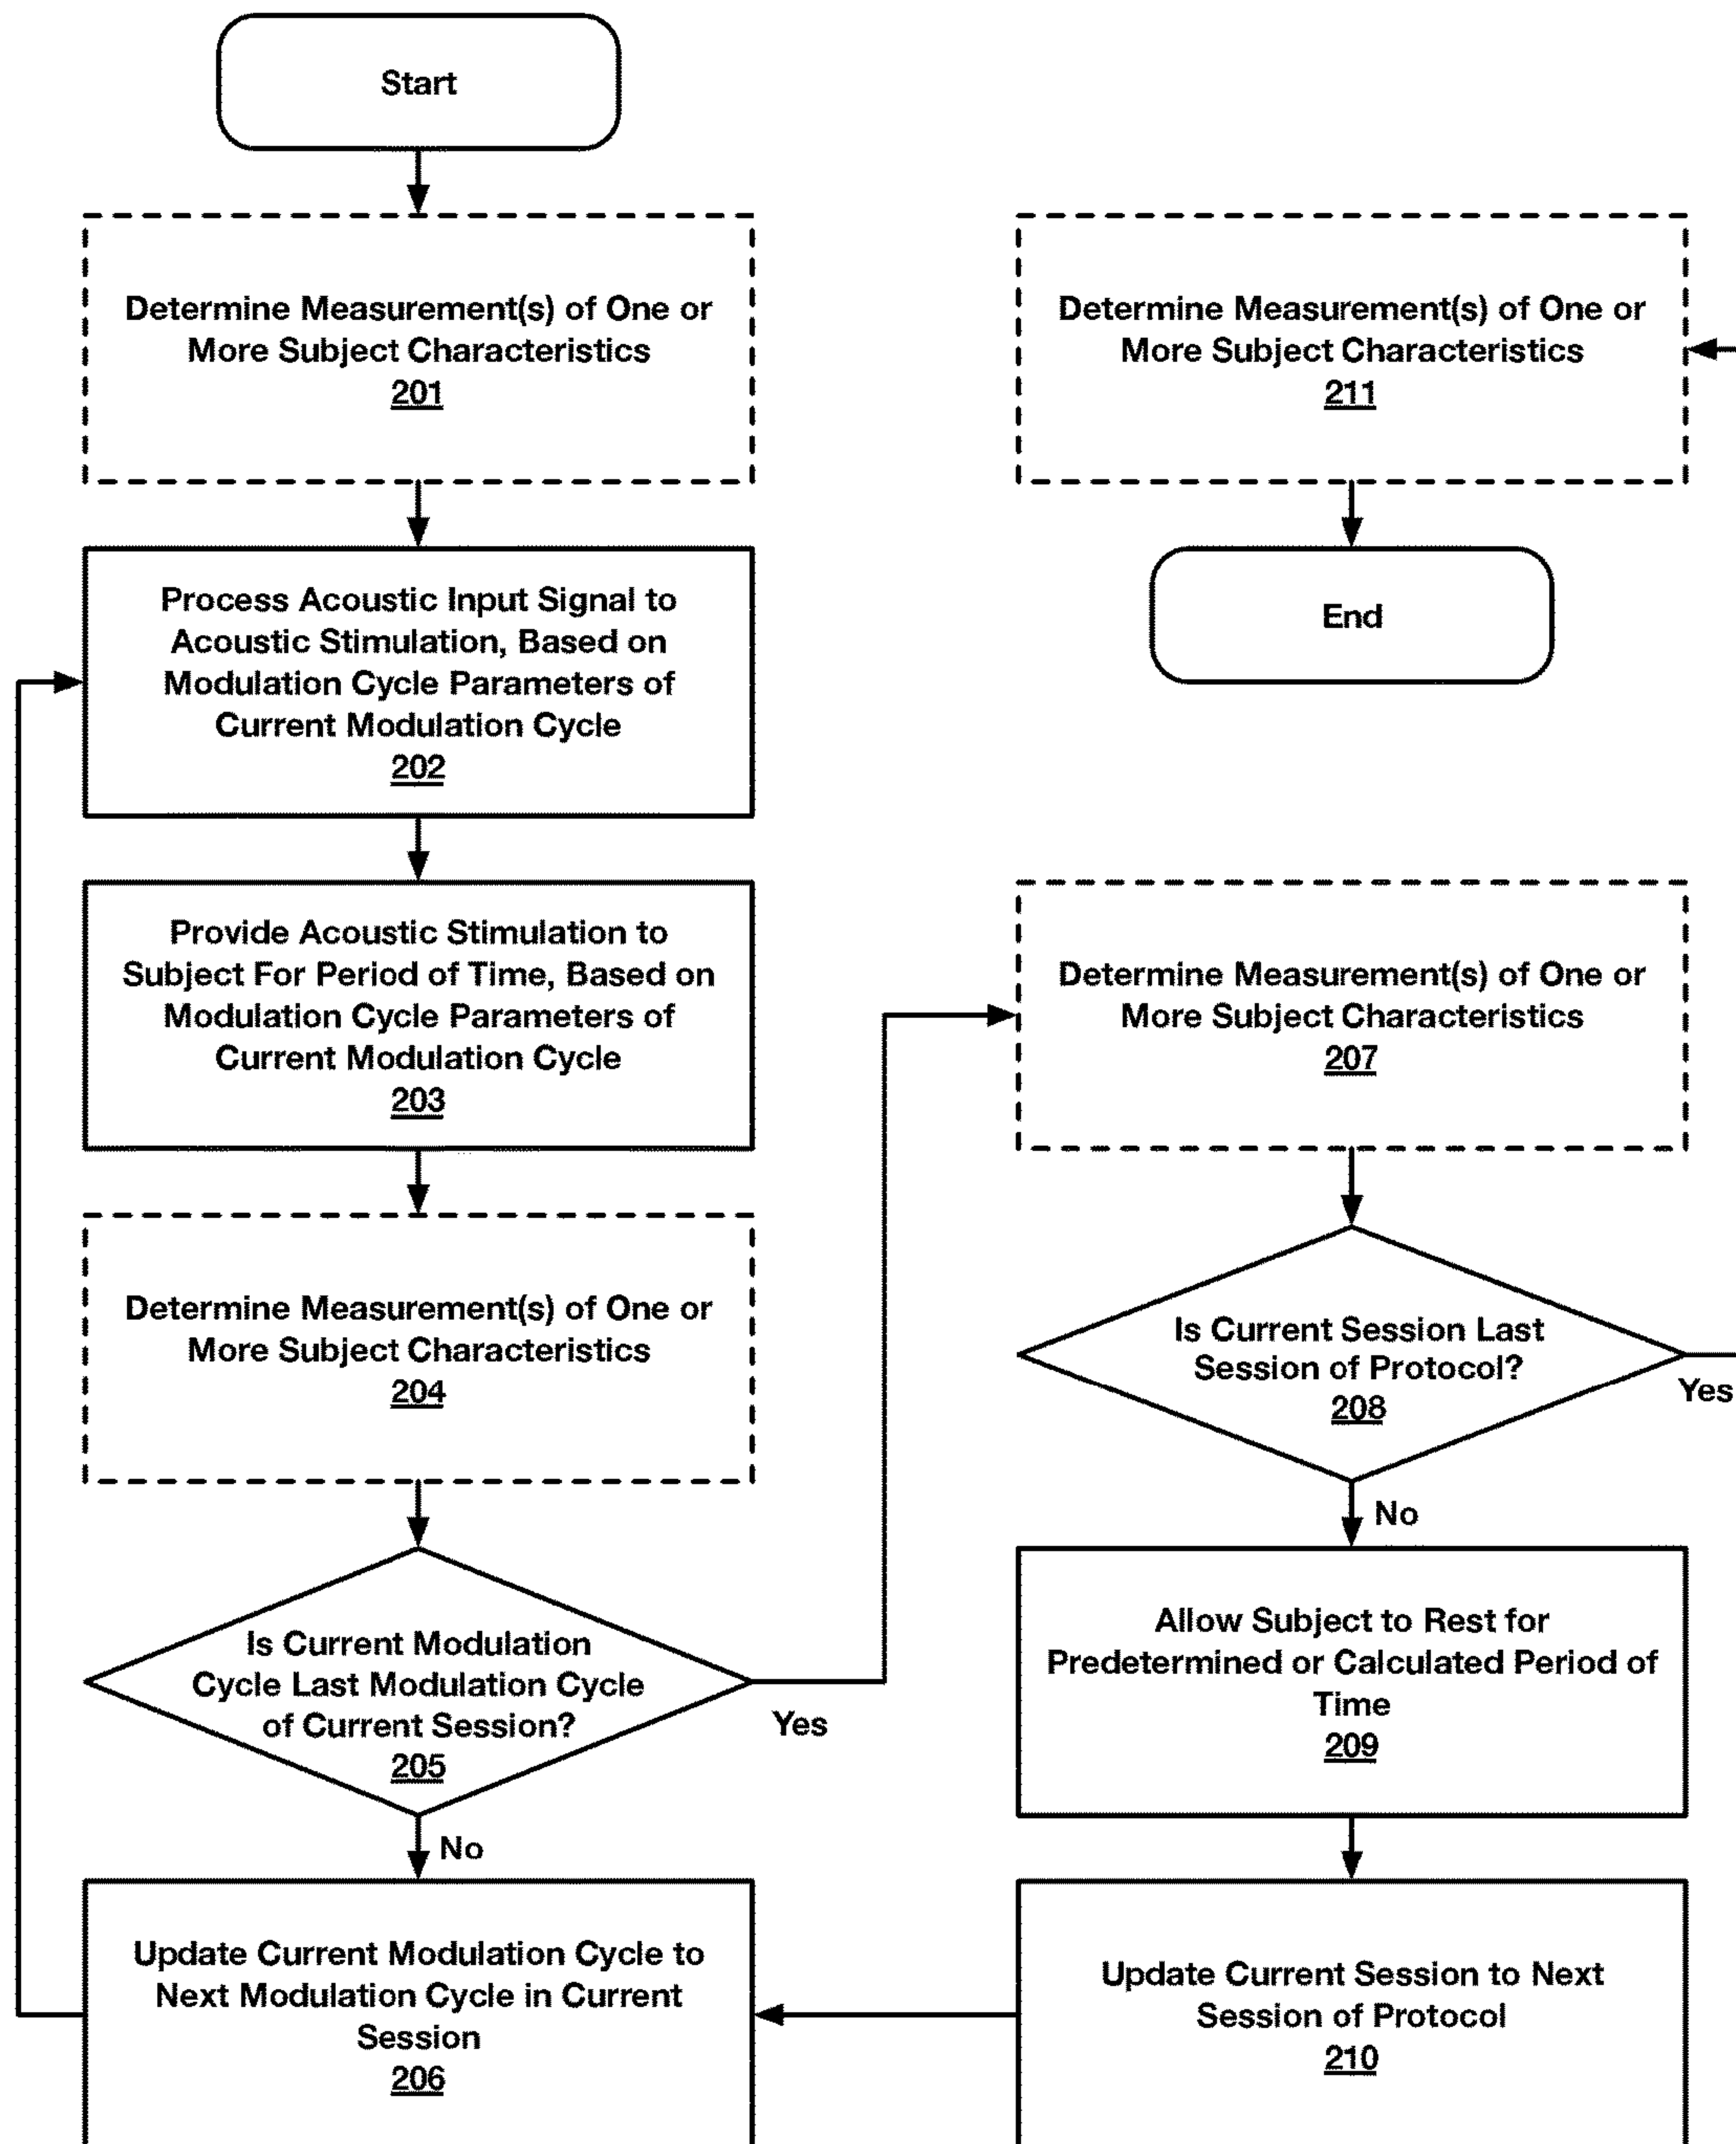 Start
Determine Measurement(s) of One or
More Subject Characteristics
201
Process Acoustic Input Signal to
Acoustic Stimulation, Based on
Modulation Cycle Parameters of
Current Modulation Cycle
202
Provide Acoustic Stimulation to
Subject For Period of Time, Based on
Modulation Cycle Parameters of
Current Modulation Cycle
203
Determine Measurement(s) of One or
More Subject Characteristics
204
Is Current Modulation
Cycle Last Modulation Cycle
of Current Session?
205
Yes
No
Update Current Modulation Cycle to
Next Modulation Cycle in Current
Session
206
Determine Measurement(s) of One or
More Subject Characteristics
207
Is Current Session Last
Session of Protocol?
208
Yes
No
Allow Subject to Rest for
Predetermined or Calculated Period of
Time
209
Update Current Session to Next
Session of Protocol
210
Determine Measurement(s) of One or
More Subject Characteristics
211
End